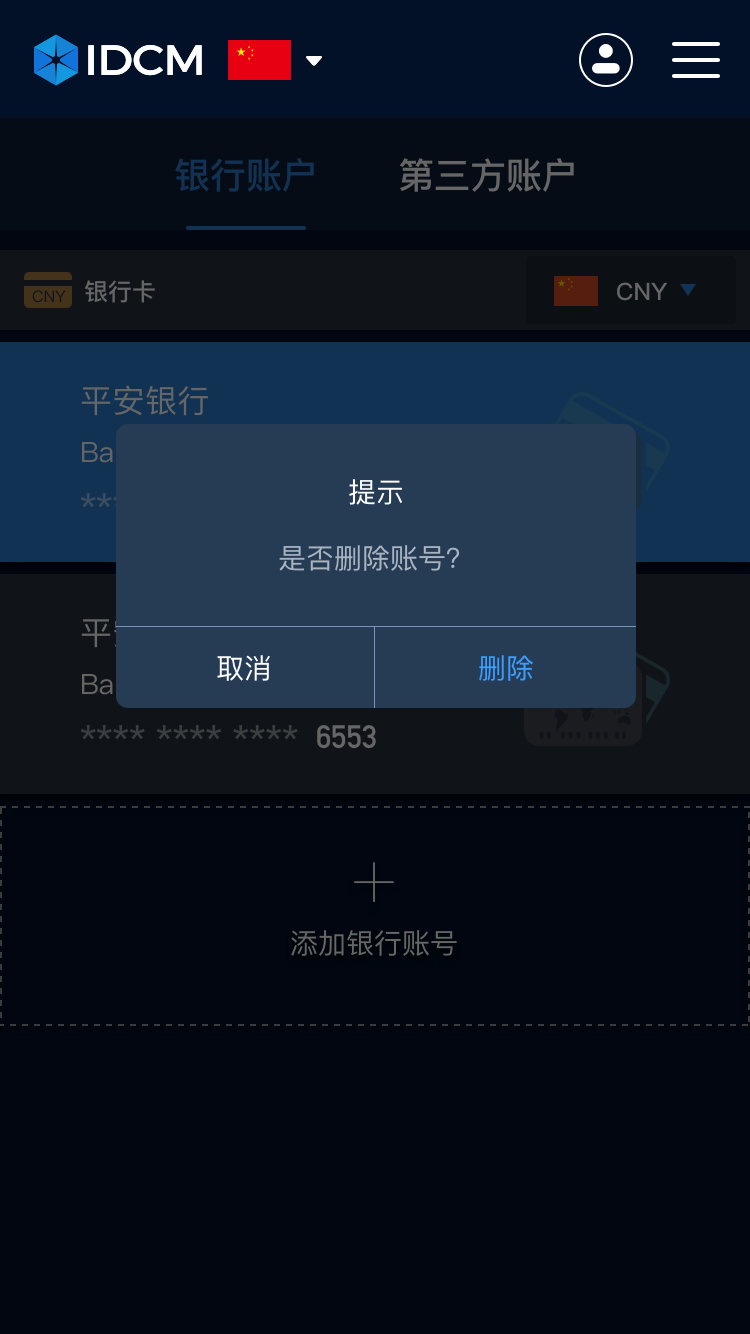 IDCM
银行账户 第三方账户
CNY 银行卡 CNY
平安银行
Ba
提示
是否删除账号?
取消 删除
平
Ba
**** **** **** 6553
添加银行账号